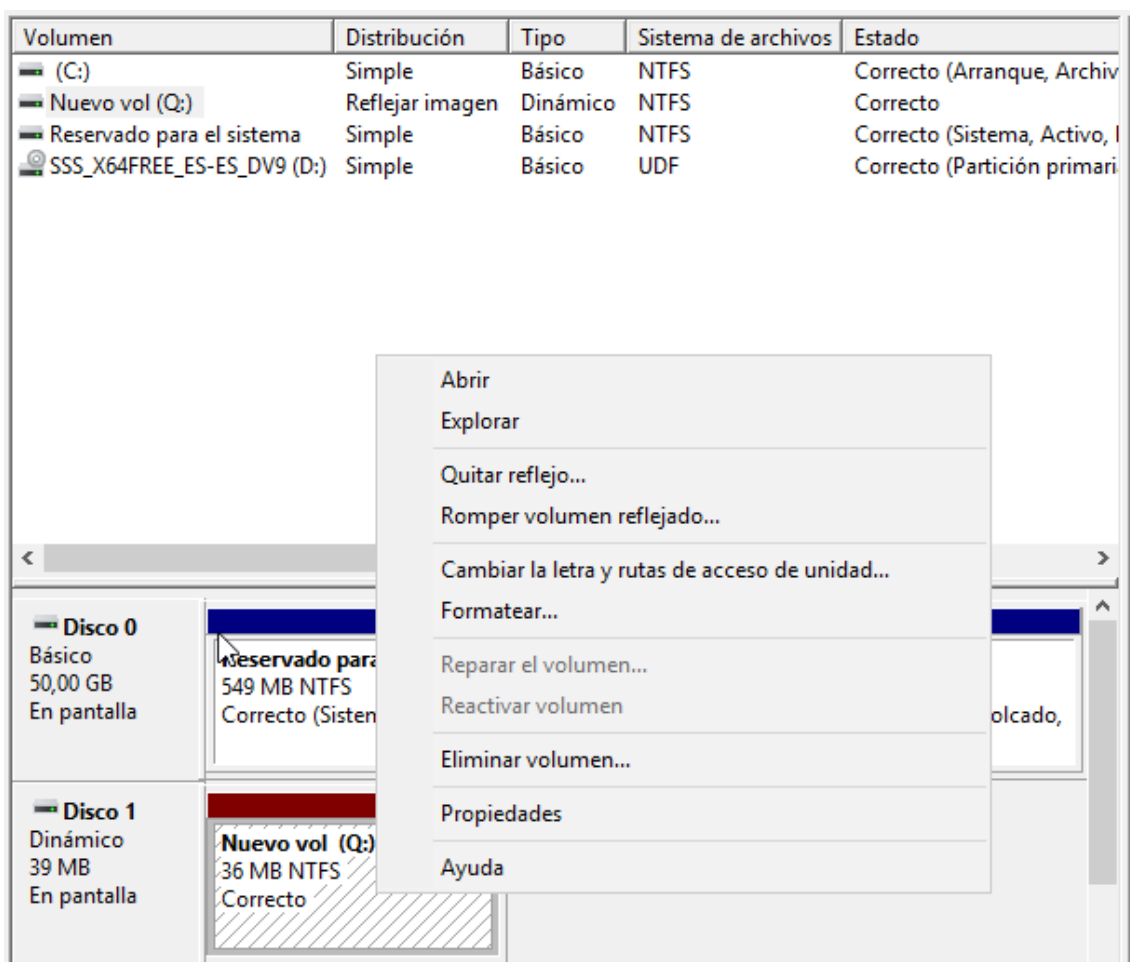 Volumen Distribución Tipo Sistema de archivos Estado
(C:) Simple Básico NTFS Correcto (Arranque, Archiv
Nuevo vol (Q:) Reflejar imagen Dinámico NTFS Correcto
Reservado para el sistema Simple Básico NTFS Correcto (Sistema, Activo,
SSS_X64FREE_ES-ES_DV9 (D:) Simple Básico UDF Correcto (Partición primari
Abrir
Explorar
Quitar reflejo...
Romper volumen reflejado...
Cambiar la letra y rutas de acceso de unidad...
Formatear...
Reparar el volumen...
Reactivar volumen
Eliminar volumen...
Propiedades
Ayuda
Disco 0
Básico
50,00 GB
En pantalla
Reservado para
549 MB NTFS
Correcto (Sisten
olcado,
Disco 1
Dinámico
39 MB
En pantalla
Nuevo vol (Q:)
36 MB NTFS
Correcto